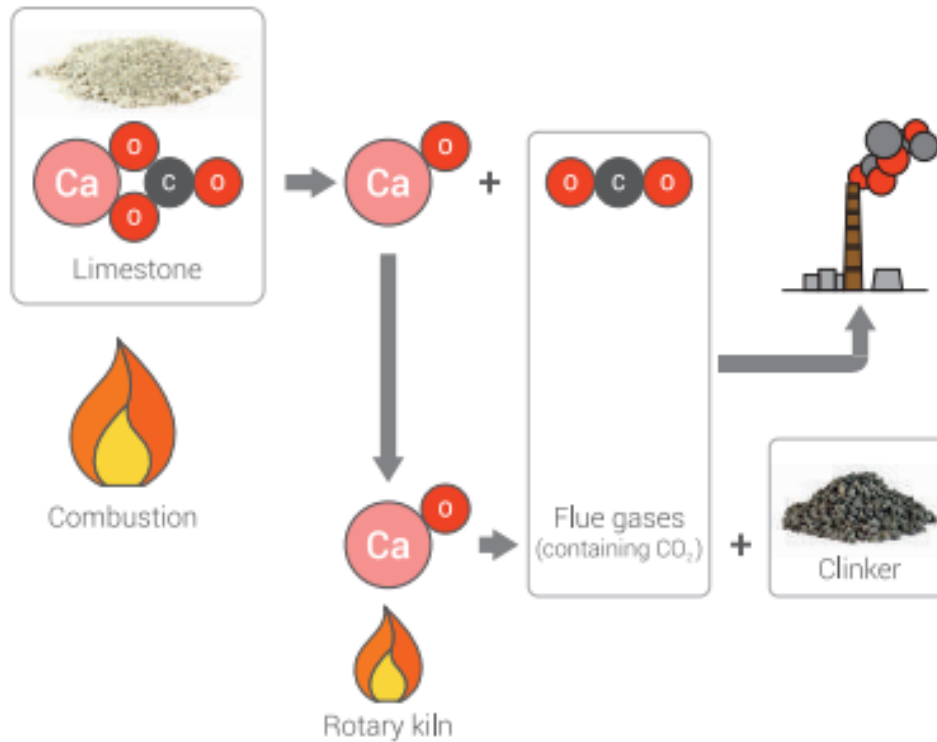 O
Ca
C
O
O
Limestone
O
Ca
+
O
C
O
Combustion
O
Ca
Flue gases
(containing CO₂)
+
Clinker
Rotary kiln